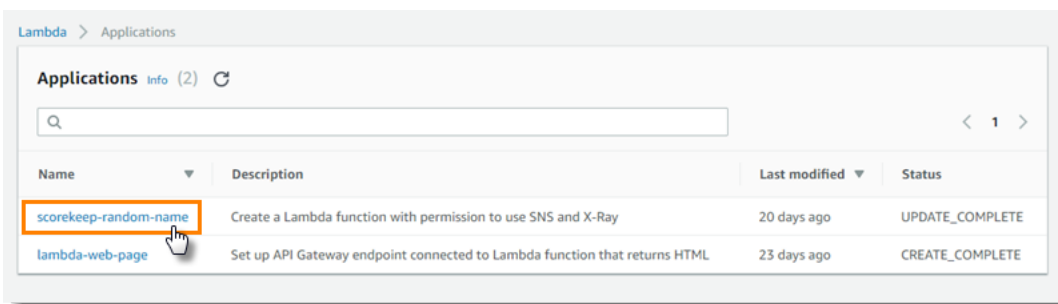 Lambda > Applications
Applications Info (2)
< 1 >
Name Description Last modified Status
scorekeep-random-name Create a Lambda function with permission to use SNS and X-Ray 20 days ago UPDATE_COMPLETE
lambda-web-page Set up API Gateway endpoint connected to Lambda function that returns HTML 23 days ago CREATE_COMPLETE